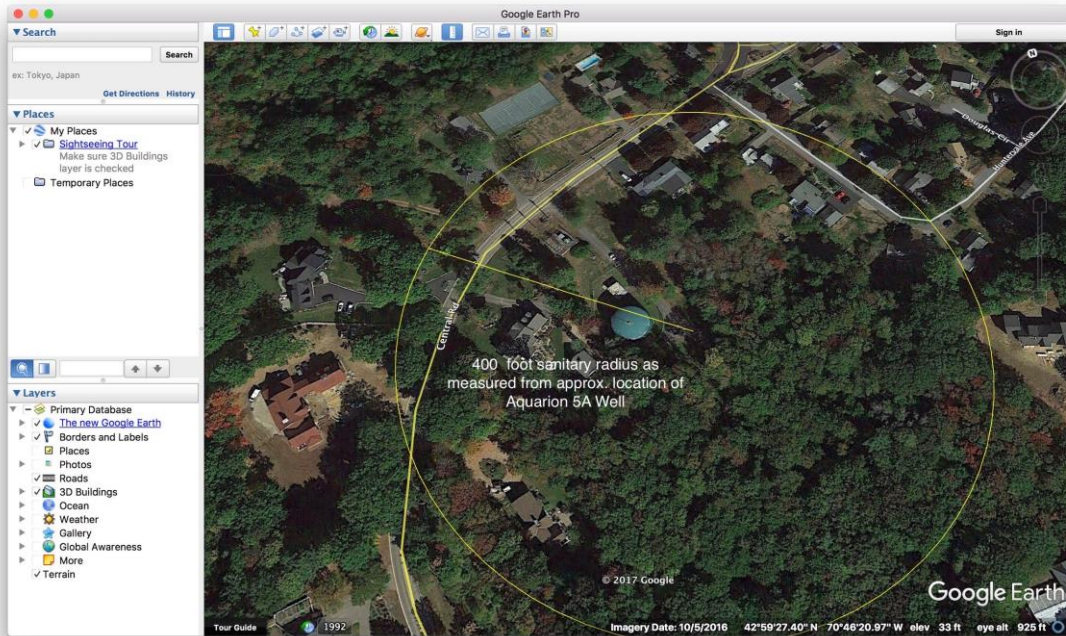 Google Earth Pro
Search
Search
ex: Tokyo, Japan
Get Directions History
Places
My Places
Sightseeing Tour
Make sure 3D Buildings
layer is checked
Temporary Places
Layers
Primary Database
The new Google Earth
Borders and Labels
Places
Photos
Roads
3D Buildings
Ocean
Weather
Gallery
Global Awareness
More
Terrain
Sign in
N
Douglas Cir
Huntervale Ave
Central Rd
400 foot sanitary radius as
measured from approx. location of
Aquarion 5A Well
© 2017 Google
Google Earth
Tour Guide
1992
Imagery Date: 10/5/2016 42°59'27.40" N 70°46'20.97" W elev 33 ft eye alt 925 ft